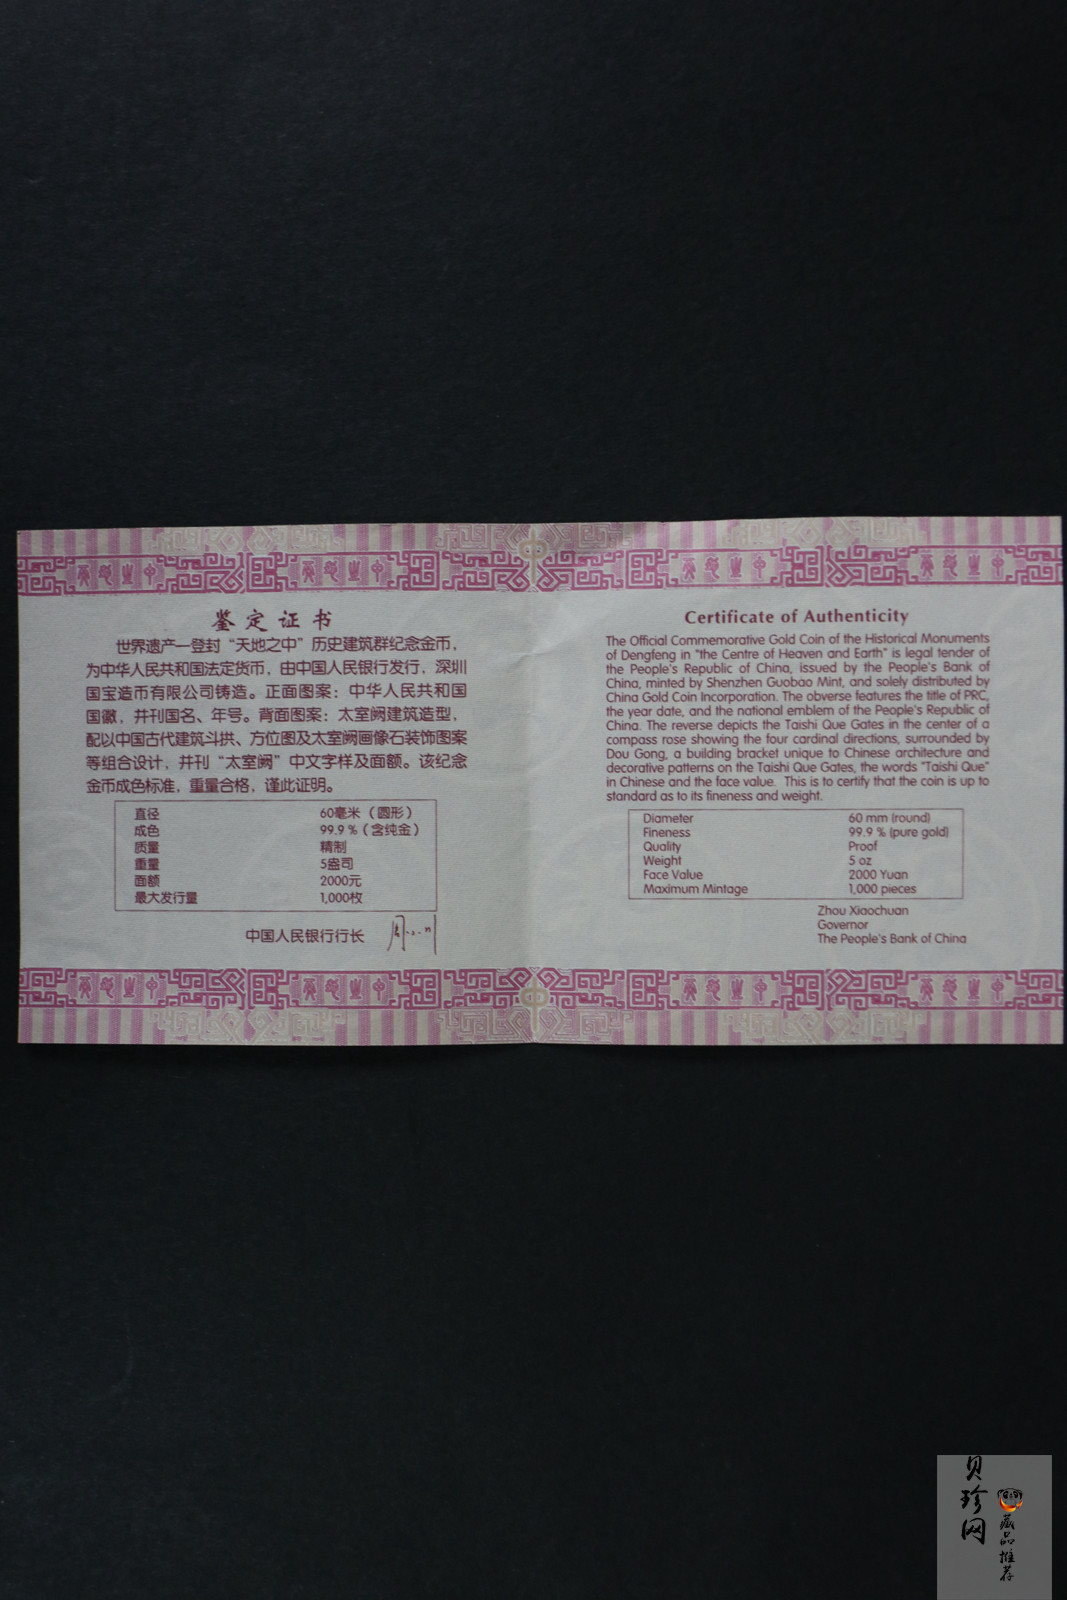 鉴定证书
世界遗产—登封“天地之中”历史建筑群纪念金币，
为中华人民共和国法定货币，由中国人民银行发行，深圳
国宝造币有限公司铸造。正面图案：中华人民共和国
国徽，并刊国名、年号。背面图案：太室阙建筑造型，
配以中国古代建筑斗拱、方位图及太室阙画像石装饰图案
等组合设计，并刊“太室阙”中文字样及面额。该纪念
金币成色标准，重量合格，谨此证明。
直径 60毫米（圆形）
成色 99.9%（含纯金）
质量 精制
重量 5盎司
面额 2000元
最大发行量 1,000枚
中国人民银行行长
Certificate of Authenticity
The Official Commemorative Gold Coin of the Historical Monuments
of Dengfeng in "the Centre of Heaven and Earth" is legal tender of
the People's Republic of China, issued by the People's Bank of
China, minted by Shenzhen Guobao Mint, and solely distributed by
China Gold Coin Incorporation. The obverse features the title of PRC,
the year date, and the national emblem of the People's Republic of
China. The reverse depicts the Taishi Que Gates in the center of a
compass rose showing the four cardinal directions, surrounded by
Dou Gong, a building bracket unique to Chinese architecture and
decorative patterns on the Taishi Que Gates, the words "Taishi Que"
in Chinese and the face value. This is to certify that the coin is up to
standard as to its fineness and weight.
Diameter 60 mm (round)
Fineness 99.9 % (pure gold)
Quality Proof
Weight 5 oz
Face Value 2000 Yuan
Maximum Mintage 1,000 pieces
Zhou Xiaochuan
Governor
The People's Bank of China
贝珍网
藏品推荐